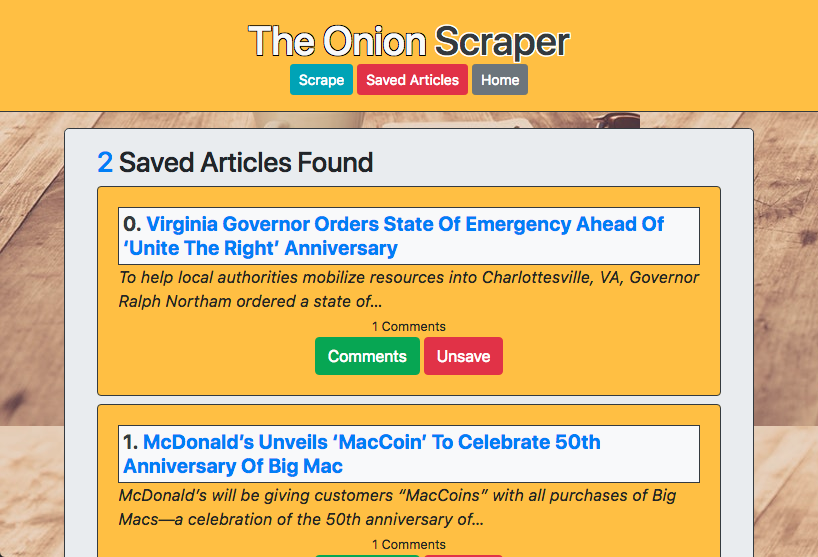 The Onion Scraper
Scrape Saved Articles Home
2 Saved Articles Found
0. Virginia Governor Orders State Of Emergency Ahead Of
‘Unite The Right’ Anniversary
To help local authorities mobilize resources into Charlottesville, VA, Governor
Ralph Northam ordered a state of...
1 Comments
Comments Unsave
1. McDonald’s Unveils ‘MacCoin’ To Celebrate 50th
Anniversary Of Big Mac
McDonald’s will be giving customers “MacCoins” with all purchases of Big
Macs—a celebration of the 50th anniversary of...
1 Comments